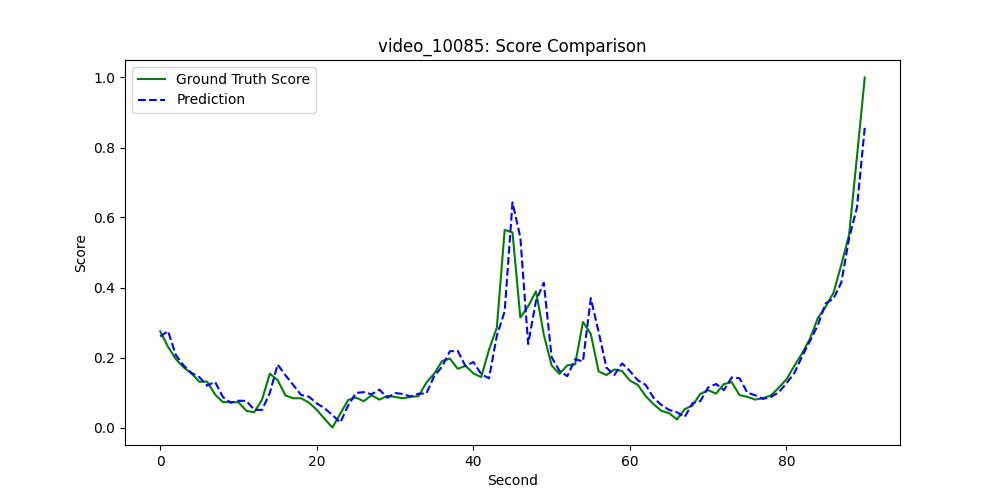 video_10085: Score Comparison
Ground Truth Score
Prediction
Score
1.0
0.8
0.6
0.4
0.2
0.0
0 20 40 60 80
Second